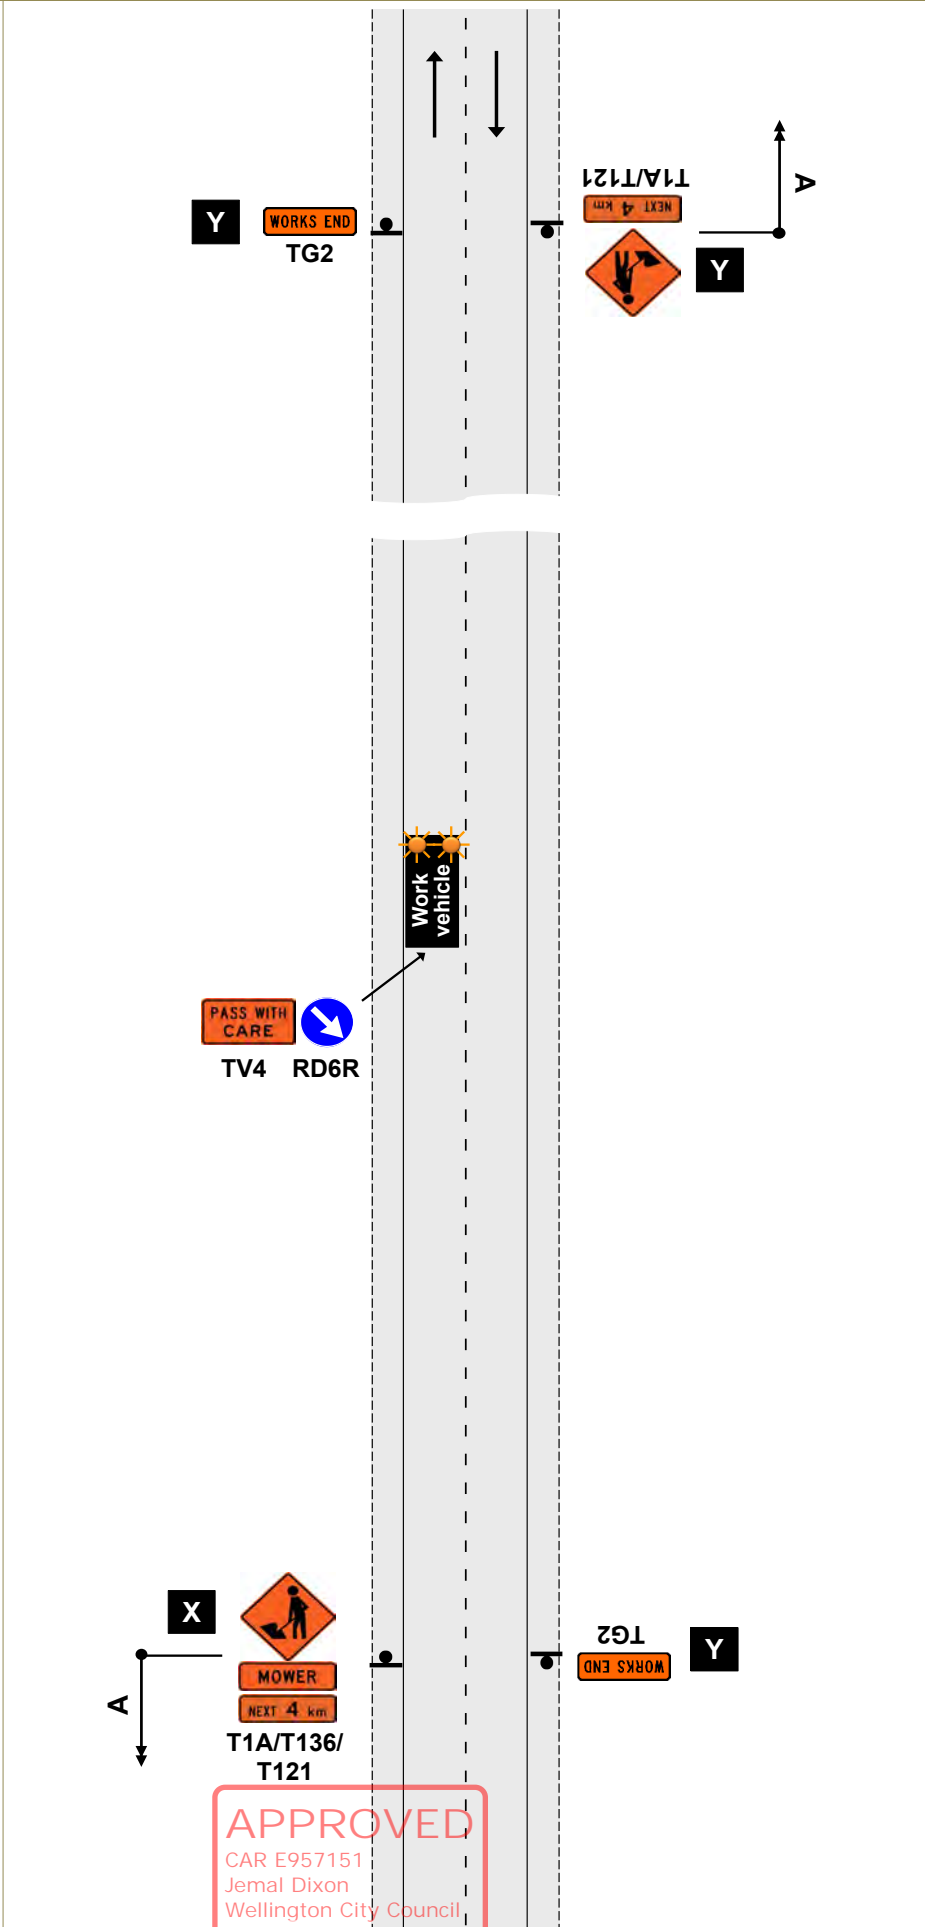 T1A/T121
NEXT 4 km
A
Y
Y
WORKS END
TG2
Work
vehicle
PASS WITH
CARE
TV4
RD6R
X
MOWER
NEXT 4 km
T1A/T136/
T121
A
TG2
WORKS END
Y
APPROVED
CAR E957151
Jemal Dixon
Wellington City Council